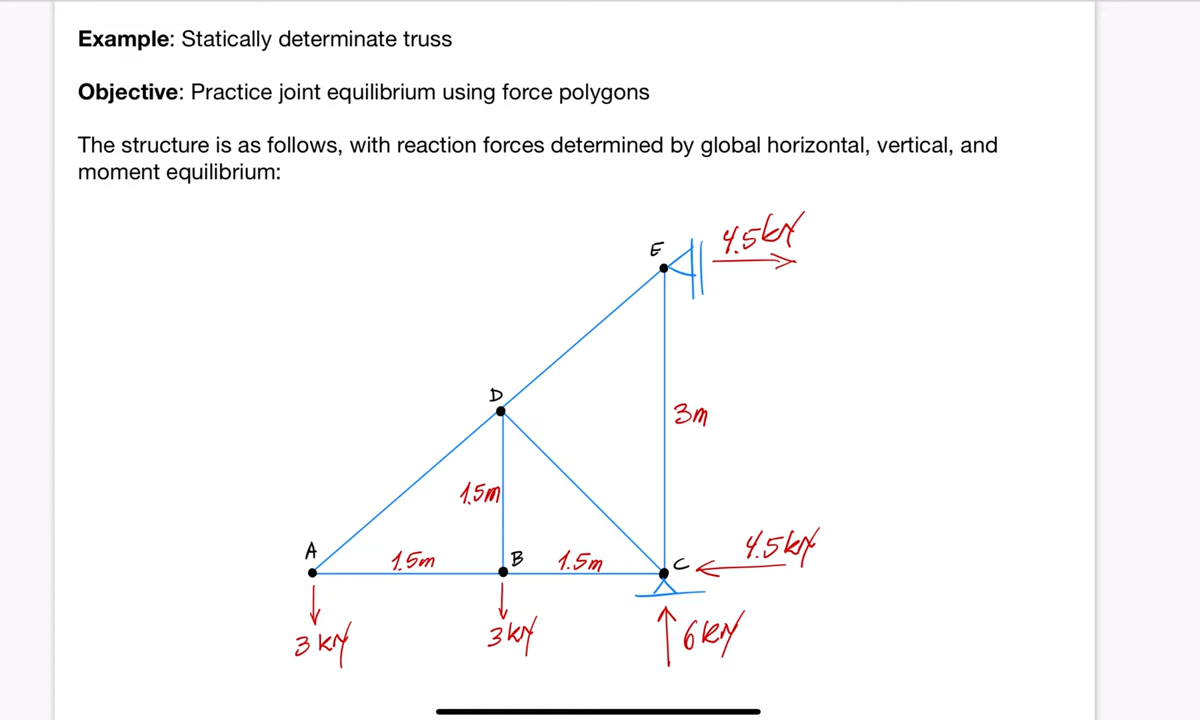 Example: Statically determinate truss
Objective: Practice joint equilibrium using force polygons
The structure is as follows, with reaction forces determined by global horizontal, vertical, and
moment equilibrium:
4.5kN
E
D
3m
1.5m
A
1.5m
B
1.5m
C
4.5kN
3kN
3kN
6kN